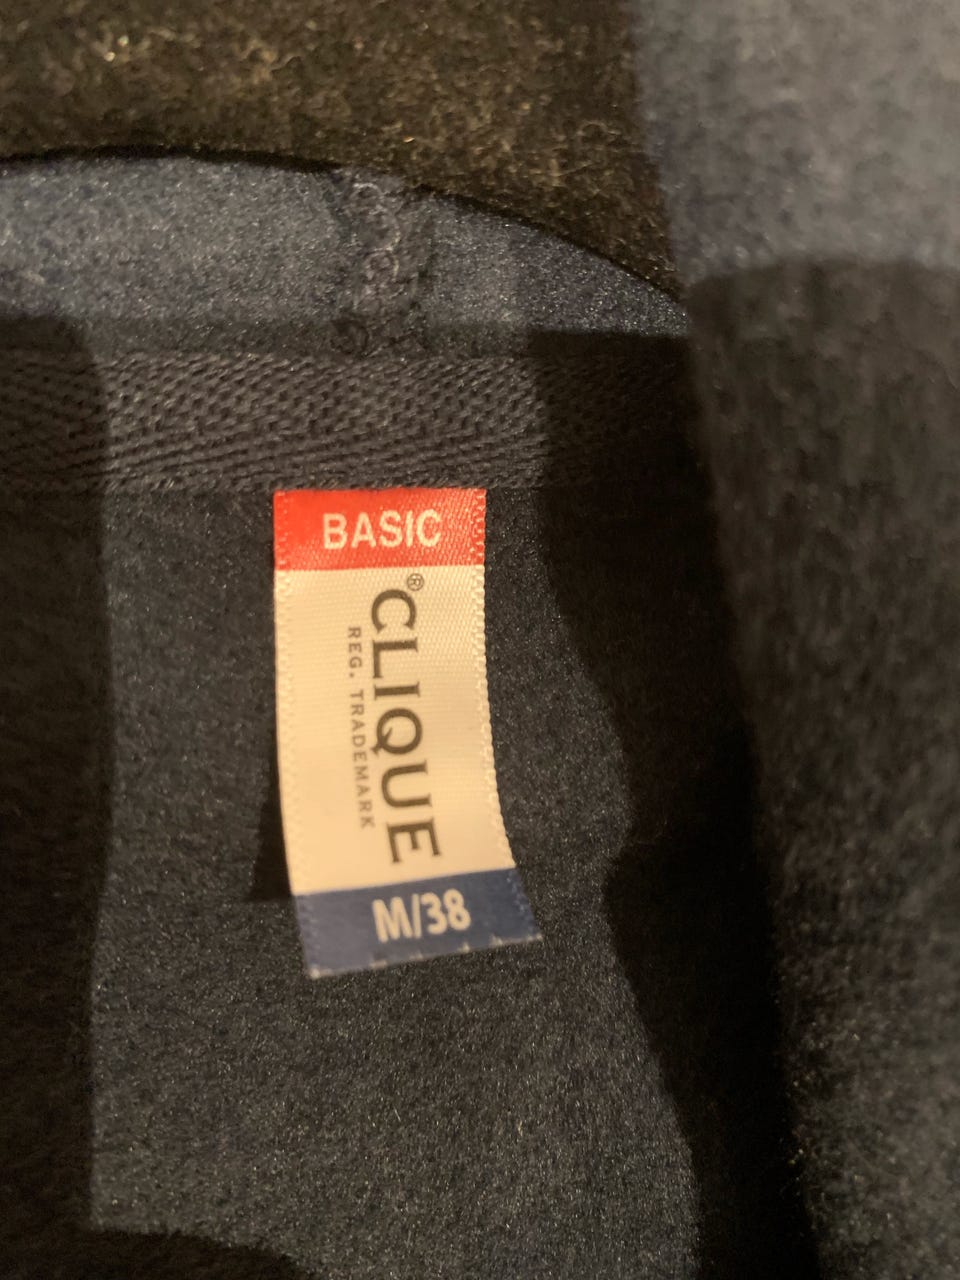 BASIC
CLIQUE®
REG. TRADEMARK
M/38